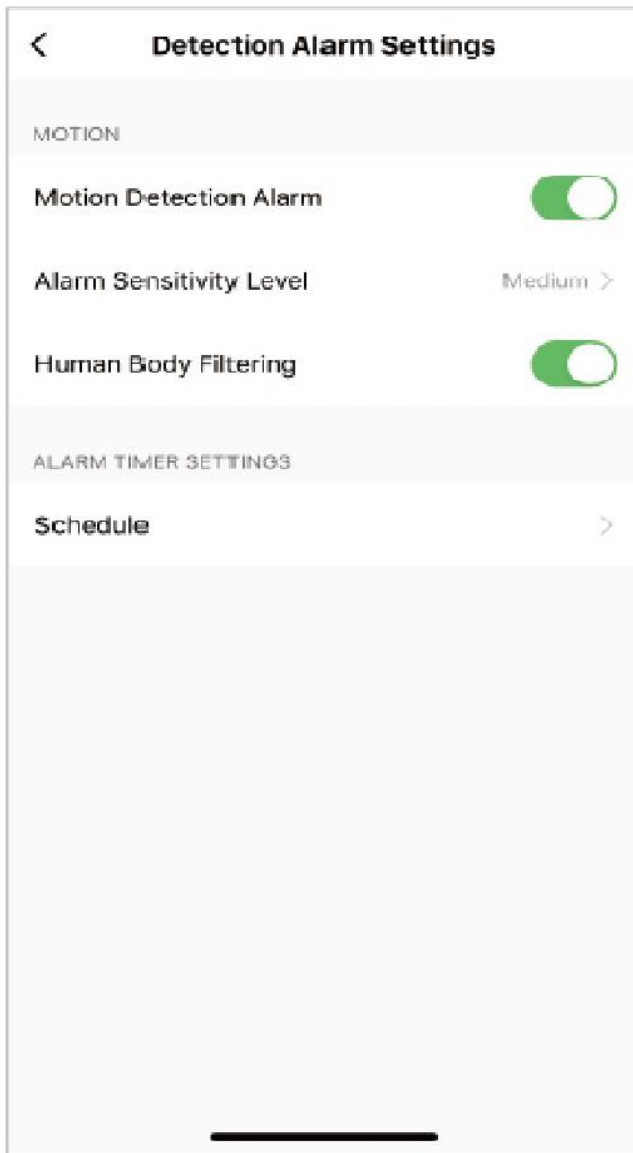 Detection Alarm Settings
MOTION
Motion Detection Alarm
Alarm Sensitivity Level Medium
Human Body Filtering
ALARM TIMER SETTINGS
Schedule